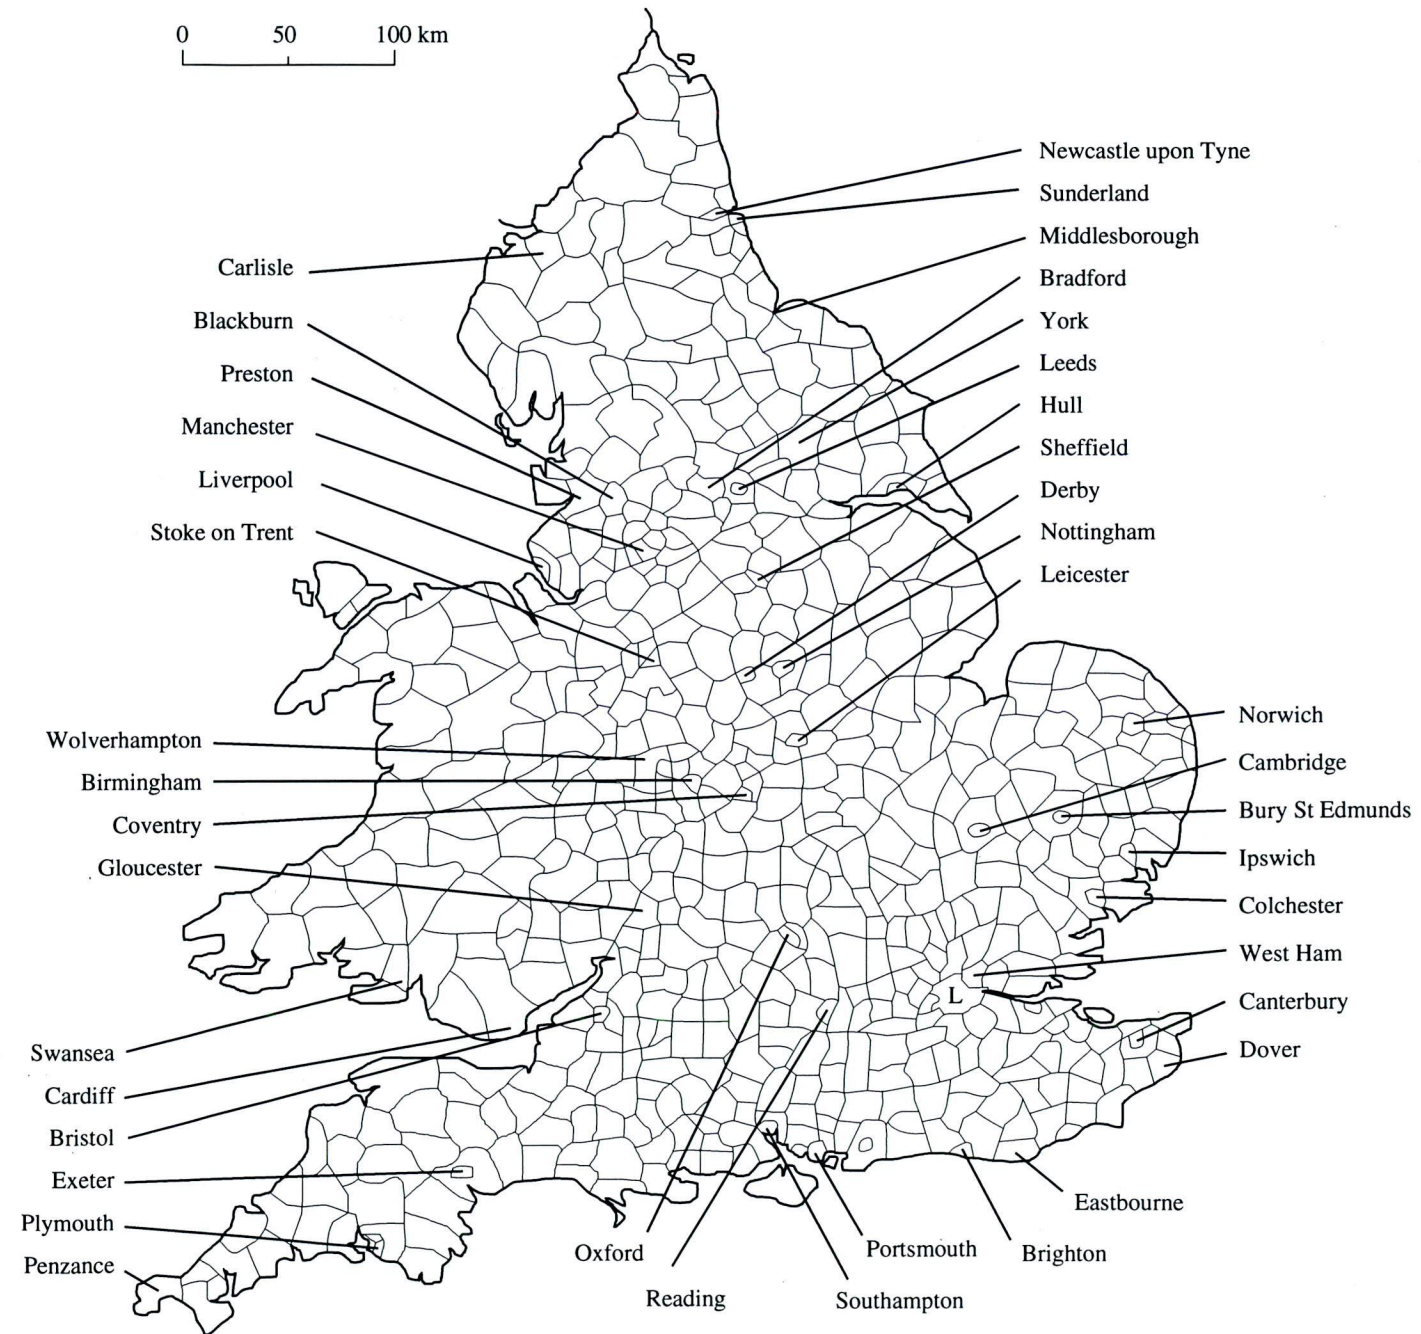 0 50 100 km
Newcastle upon Tyne
Sunderland
Middlesborough
Bradford
York
Leeds
Hull
Sheffield
Derby
Nottingham
Leicester
Carlisle
Blackburn
Preston
Manchester
Liverpool
Stoke on Trent
Wolverhampton
Birmingham
Coventry
Gloucester
Norwich
Cambridge
Bury St Edmunds
Ipswich
Colchester
West Ham
Canterbury
Dover
L
Swansea
Cardiff
Bristol
Exeter
Plymouth
Penzance
Oxford
Reading
Southampton
Portsmouth
Brighton
Eastbourne